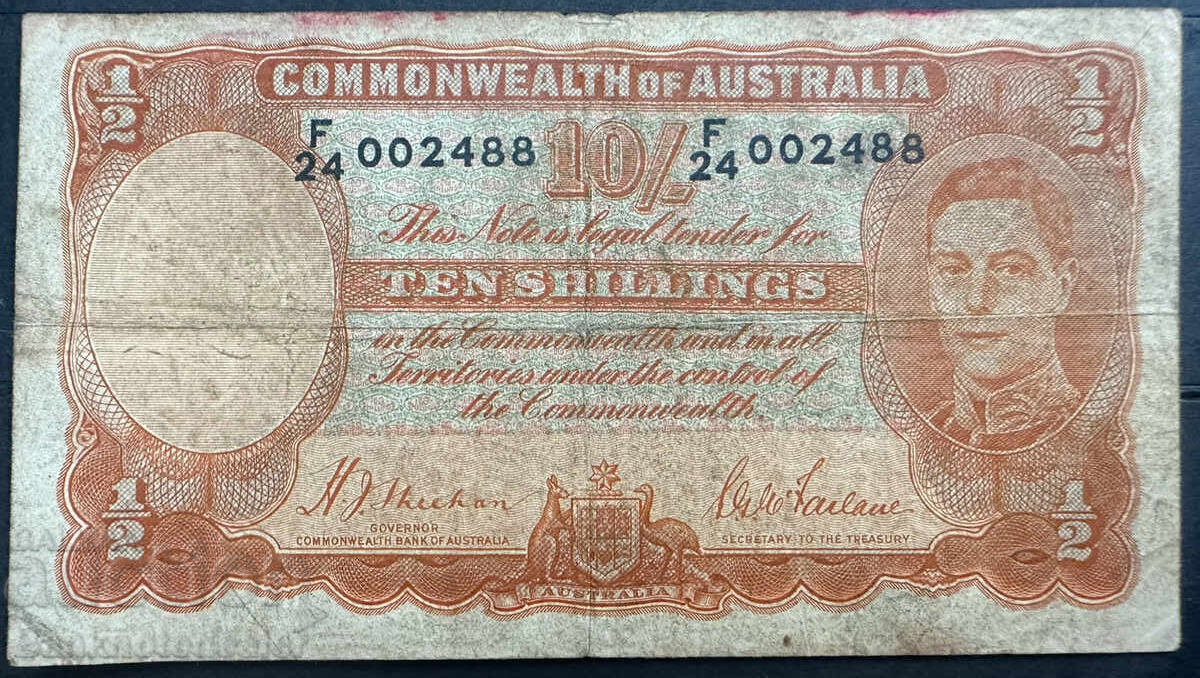 1/2
1/2
COMMONWEALTH OF AUSTRALIA
F/24 002488
10/-
F/24 002488
This Note is legal tender for
TEN SHILLINGS
in the Commonwealth and in all
Territories under the control of
the Commonwealth.
H.J. Sheehan
GOVERNOR
COMMONWEALTH BANK OF AUSTRALIA
McFarlane
SECRETARY TO THE TREASURY
1/2
1/2
AUSTRALIA